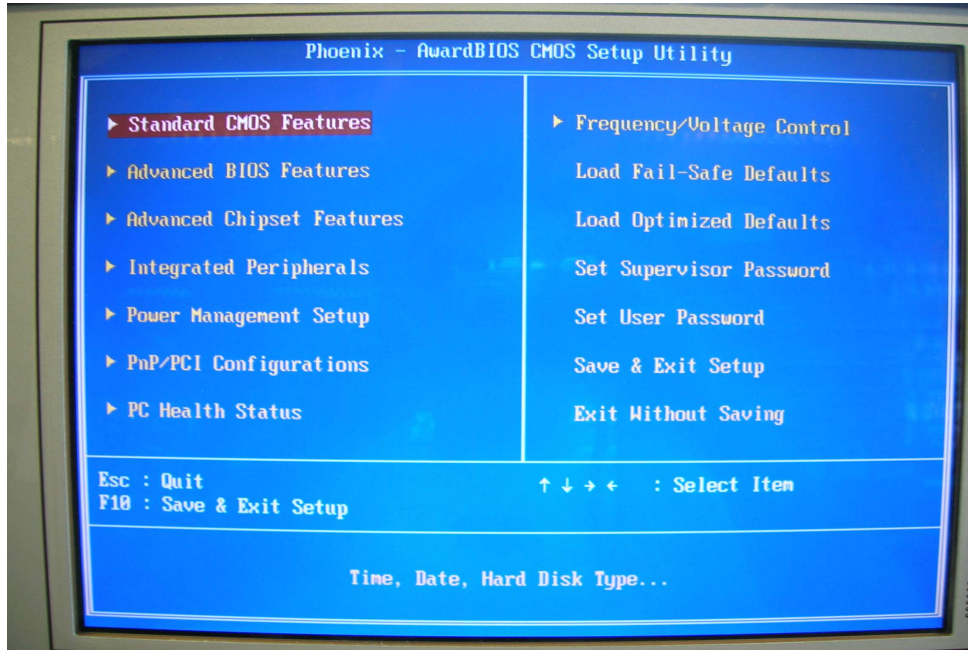 Phoenix - AwardBIOS CMOS Setup Utility
▶ Standard CMOS Features
▶ Advanced BIOS Features
▶ Advanced Chipset Features
▶ Integrated Peripherals
▶ Power Management Setup
▶ PnP/PCI Configurations
▶ PC Health Status
▶ Frequency/Voltage Control
Load Fail-Safe Defaults
Load Optimized Defaults
Set Supervisor Password
Set User Password
Save & Exit Setup
Exit Without Saving
Esc : Quit
F10 : Save & Exit Setup
↑ ↓ → ← : Select Item
Time, Date, Hard Disk Type...